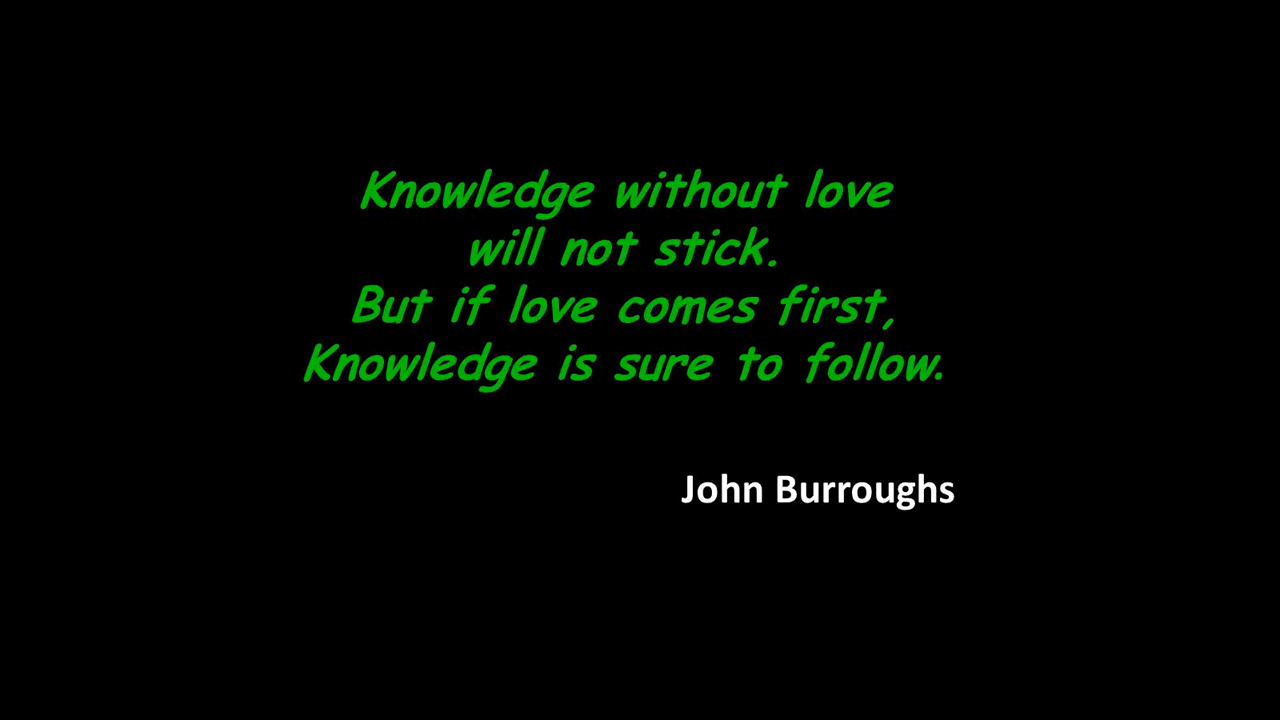 Knowledge without love
will not stick.
But if love comes first,
Knowledge is sure to follow.
John Burroughs